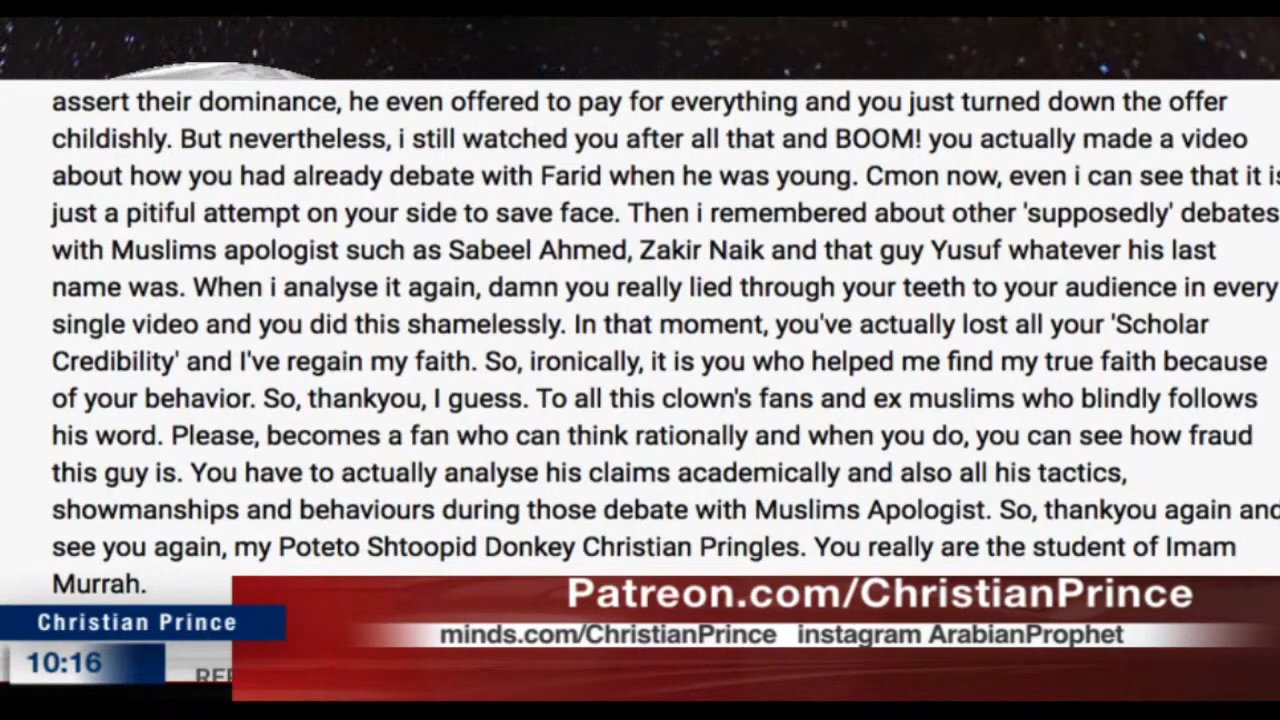 assert their dominance, he even offered to pay for everything and you just turned down the offer
childishly. But nevertheless, i still watched you after all that and BOOM! you actually made a video
about how you had already debate with Farid when he was young. Cmon now, even i can see that it is
just a pitiful attempt on your side to save face. Then i remembered about other 'supposedly' debates
with Muslims apologist such as Sabeel Ahmed, Zakir Naik and that guy Yusuf whatever his last
name was. When i analyse it again, damn you really lied through your teeth to your audience in every
single video and you did this shamelessly. In that moment, you've actually lost all your 'Scholar
Credibility' and I've regain my faith. So, ironically, it is you who helped me find my true faith because
of your behavior. So, thankyou, I guess. To all this clown's fans and ex muslims who blindly follows
his word. Please, becomes a fan who can think rationally and when you do, you can see how fraud
this guy is. You have to actually analyse his claims academically and also all his tactics,
showmanships and behaviours during those debate with Muslims Apologist. So, thankyou again and
see you again, my Poteto Shtoopid Donkey Christian Pringles. You really are the student of Imam
Murrah.
Patreon.com/ChristianPrince
Christian Prince
minds.com/ChristianPrince instagram ArabianProphet
10:16